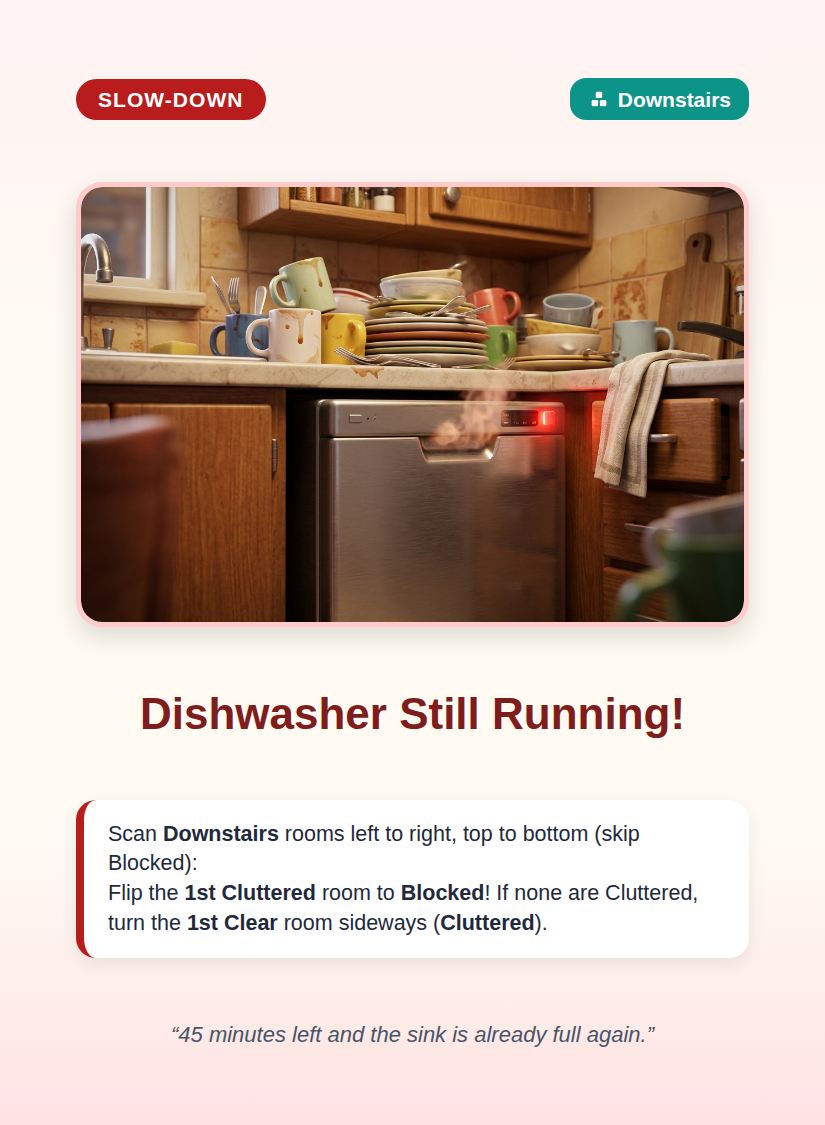 SLOW-DOWN
Downstairs
Dishwasher Still Running!
Scan Downstairs rooms left to right, top to bottom (skip
Blocked):
Flip the 1st Cluttered room to Blocked! If none are Cluttered,
turn the 1st Clear room sideways (Cluttered).
“45 minutes left and the sink is already full again.”